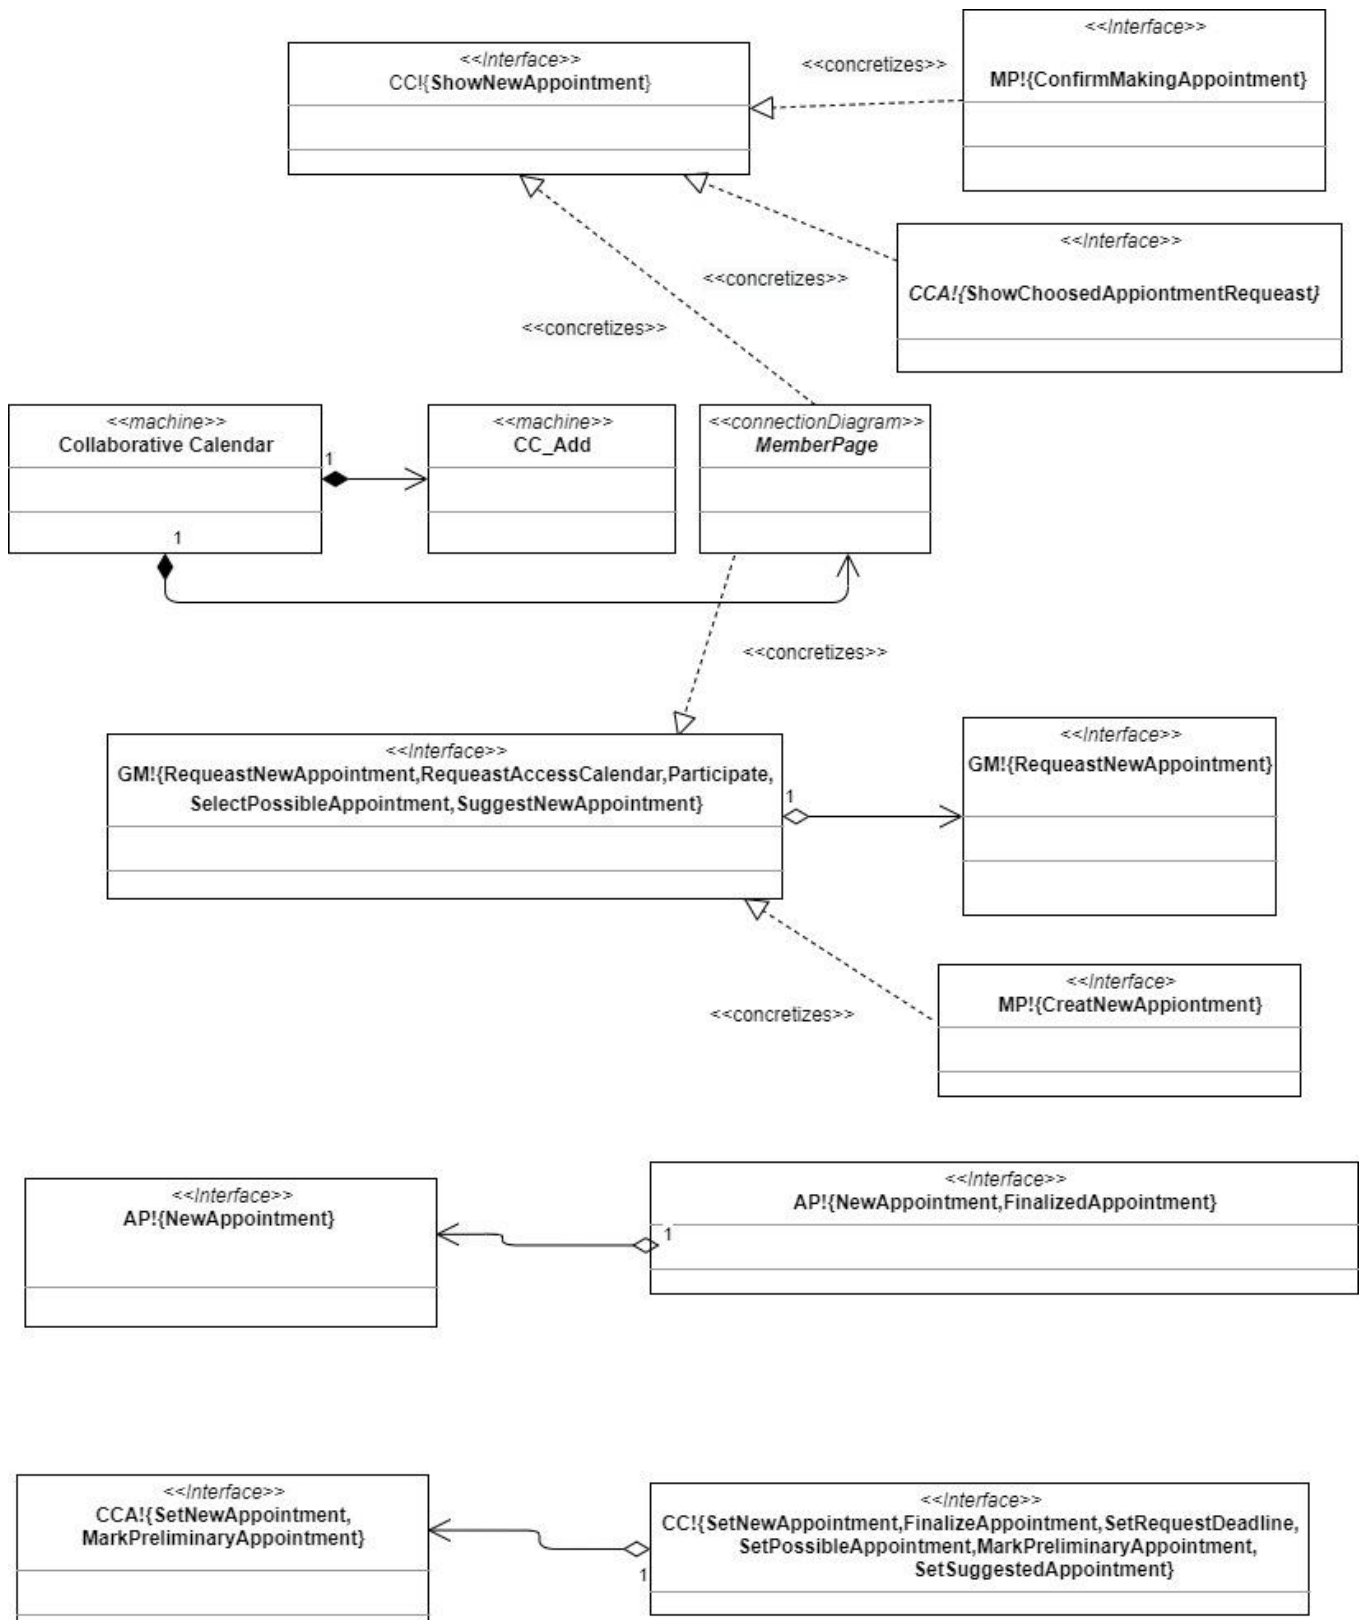 <<Interface>>
CC!{ShowNewAppointment}
<<concretizes>>
<<Interface>>
MP!{ConfirmMakingAppointment}
<<Interface>>
CCA!{ShowChoosedAppiontmentRequeast}
<<concretizes>>
<<concretizes>>
<<machine>>
Collaborative Calendar
1
1
<<machine>>
CC_Add
<<connectionDiagram>>
MemberPage
<<concretizes>>
<<Interface>>
GM!{RequeastNewAppointment,RequeastAccessCalendar,Participate,
SelectPossibleAppointment,SuggestNewAppointment}
1
<<Interface>>
GM!{RequeastNewAppointment}
<<Interface>
MP!{CreatNewAppiontment}
<<concretizes>>
<<Interface>>
AP!{NewAppointment}
<<Interface>>
AP!{NewAppointment,FinalizedAppointment}
1
<<Interface>>
CCA!{SetNewAppointment,
MarkPreliminaryAppointment}
<<Interface>>
CC!{SetNewAppointment,FinalizeAppointment,SetRequestDeadline,
SetPossibleAppointment,MarkPreliminaryAppointment,
SetSuggestedAppointment}
1